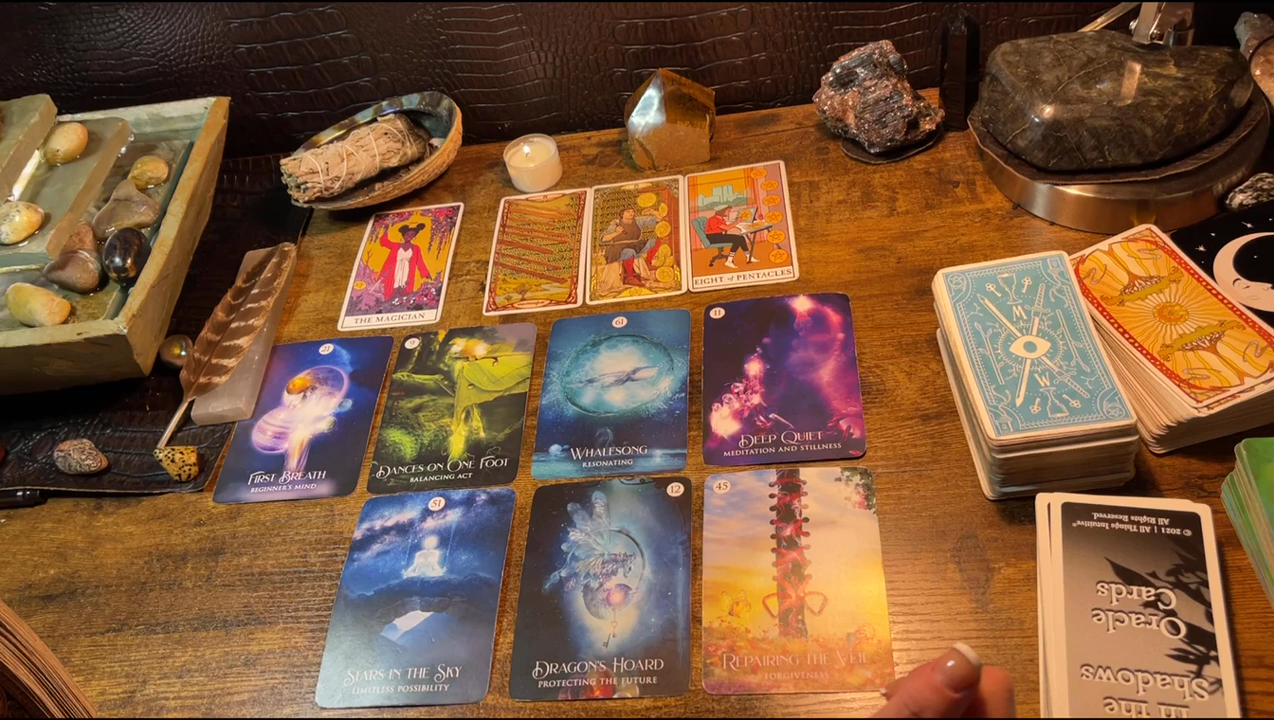 THE MAGICIAN
EIGHT of PENTACLES
27
FIRST BREATH
BEGINNER'S MIND
9
DANCES ON ONE FOOT
BALANCING ACT
61
WHALESONG
RESONATING
11
DEEP QUIET
MEDITATION AND STILLNESS
51
STARS IN THE SKY
LIMITLESS POSSIBILITY
12
DRAGON'S HOARD
PROTECTING THE FUTURE
45
REPAIRING THE VEIL
FORGIVENESS
M
W
In the
Shadows
Oracle
Cards
© 2021 | All Things Intuitive®
All Rights Reserved.